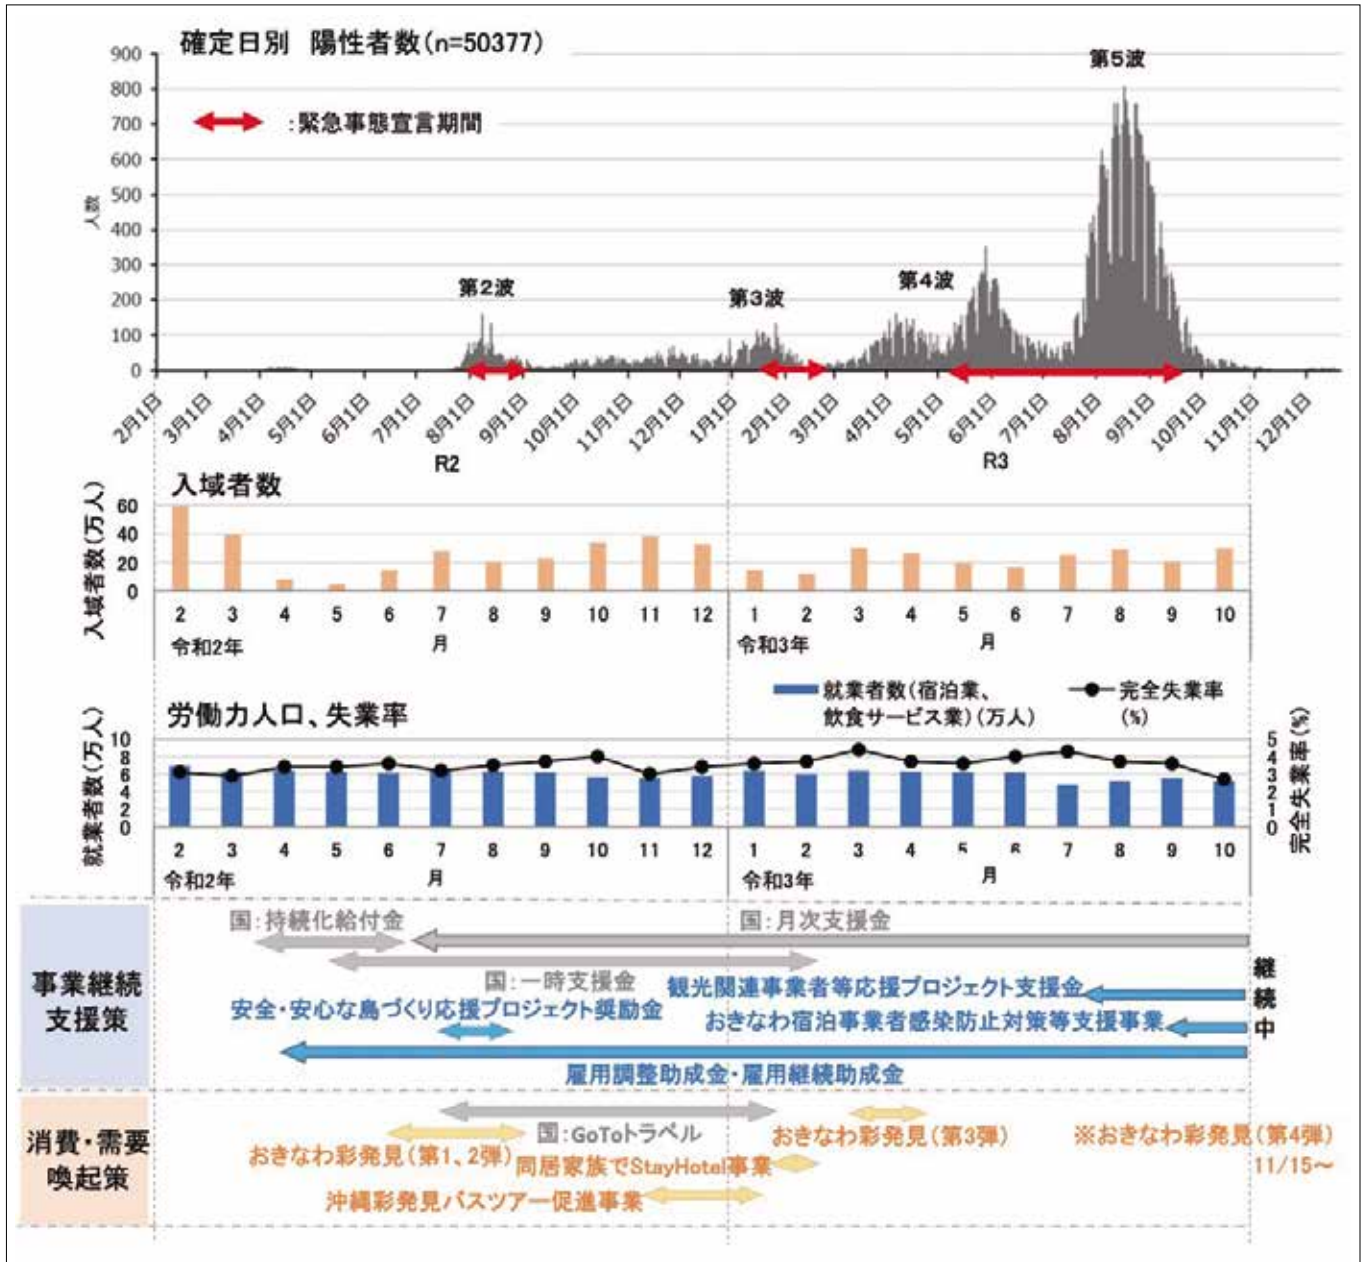 確定日別 陽性者数(n=50377)
900
800
700
600
500
400
300
200
100
0
人数
:緊急事態宣言期間
第2波
第3波
第4波
第5波
2月1日
3月1日
4月1日
5月1日
6月1日
7月1日
8月1日
9月1日
10月1日
11月1日
12月1日
1月1日
2月1日
3月1日
4月1日
5月1日
6月1日
7月1日
8月1日
9月1日
10月1日
11月1日
12月1日
R2
R3
入域者数
入域者数(万人)
60
40
20
0
2 3 4 5 6 7 8 9 10 11 12 1 2 3 4 5 6 7 8 9 10
令和2年 月 令和3年 月
就業者数(宿泊業、
飲食サービス業)(万人)
完全失業率
(%)
労働力人口、失業率
就業者数(万人)
10
8
6
4
2
0
5
4
3
2
1
0
完全失業率(%)
2 3 4 5 6 7 8 9 10 11 12 1 2 3 4 5 6 7 8 9 10
令和2年 月 令和3年 月
事業継続
支援策
国:持続化給付金
国:月次支援金
国:一時支援金
観光関連事業者等応援プロジェクト支援金
安全・安心な島づくり応援プロジェクト奨励金
おきなわ宿泊事業者感染防止対策等支援事業
雇用調整助成金・雇用継続助成金
継続中
消費・需要
喚起策
国:GoToトラベル
おきなわ彩発見(第1、2弾)
おきなわ彩発見(第3弾)
※おきなわ彩発見(第4弾)
11/15～
同居家族でStayHotel事業
沖縄彩発見バスツアー促進事業